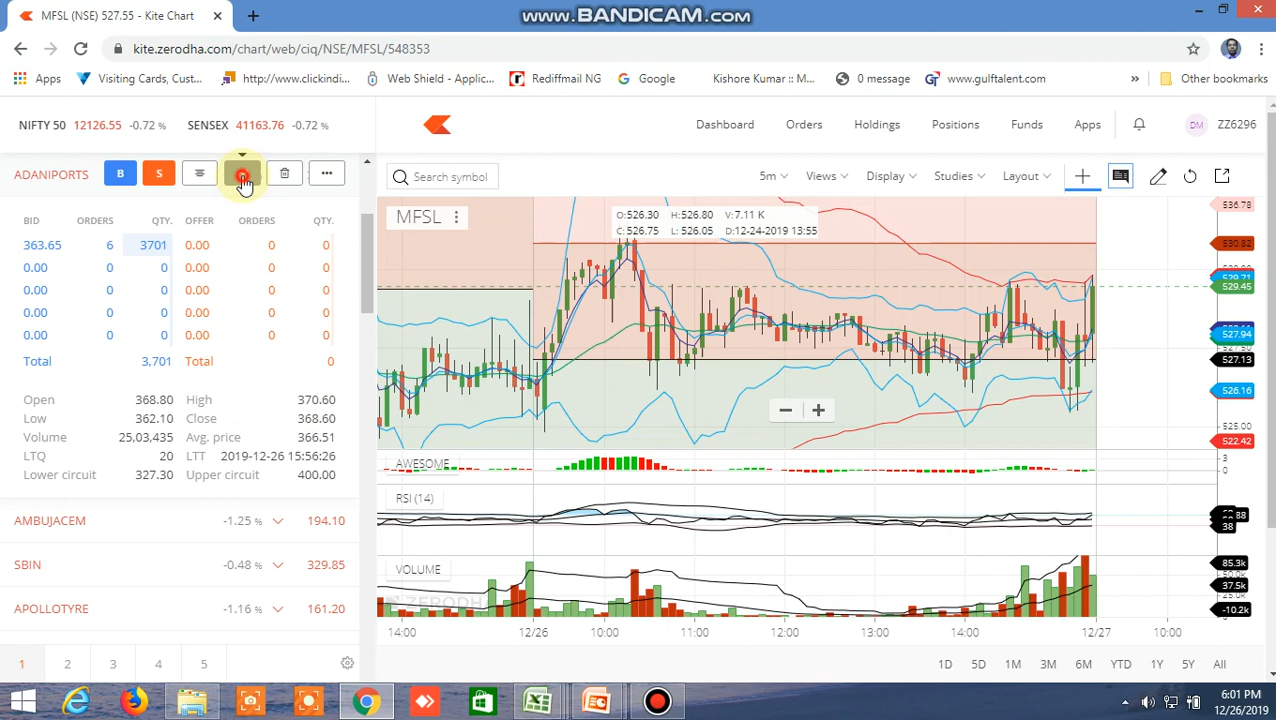 MFSL (NSE) 527.55 - Kite Chart
www.BANDICAM.com
kite.zerodha.com/chart/web/ciq/NSE/MFSL/548353
Apps Visiting Cards, Cust... http://www.clickindi... Web Shield - Applic... Rediffmail NG Google Kishore Kumar :: M... 0 message www.gulftalent.com » Other bookmarks
NIFTY 50 12126.55 -0.72 % SENSEX 41163.76 -0.72 %
Dashboard Orders Holdings Positions Funds Apps DM ZZ6296
ADANIPORTS B S
Search symbol 5m Views Display Studies Layout
BID ORDERS QTY. OFFER ORDERS QTY.
363.65 6 3701 0.00 0 0
0.00 0 0 0.00 0 0
0.00 0 0 0.00 0 0
0.00 0 0 0.00 0 0
0.00 0 0 0.00 0 0
Total 3,701 Total 0
Open 368.80 High 370.60
Low 362.10 Close 368.60
Volume 25,03,435 Avg. price 366.51
LTQ 20 LTT 2019-12-26 15:56:26
Lower circuit 327.30 Upper circuit 400.00
AMBUJACEM -1.25 % 194.10
SBIN -0.48 % 329.85
APOLLOTYRE -1.16 % 161.20
1 2 3 4 5
MFSL
O:526.30 H:526.80 V:7.11 K
C:526.75 L:526.05 D:12-24-2019 13:55
536.78
530.82
529.71
529.45
527.94
527.13
526.16
525.00
522.42
AWESOME
3
0
RSI (14)
38
VOLUME
85.3k
37.5k
-10.2k
ZERODHA
14:00 12/26 10:00 11:00 12:00 13:00 14:00 12/27 10:00
1D 5D 1M 3M 6M YTD 1Y 5Y All
6:01 PM
12/26/2019